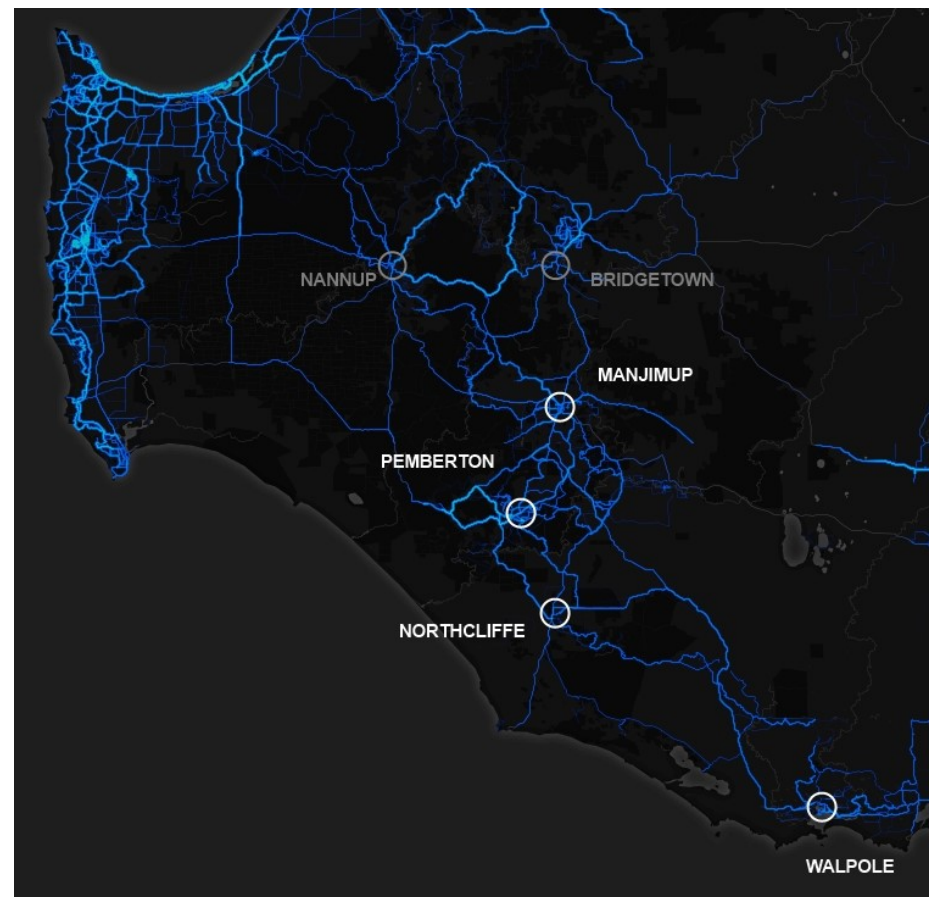 NANNUP
BRIDGETOWN
MANJIMUP
PEMBERTON
NORTHCLIFFE
WALPOLE